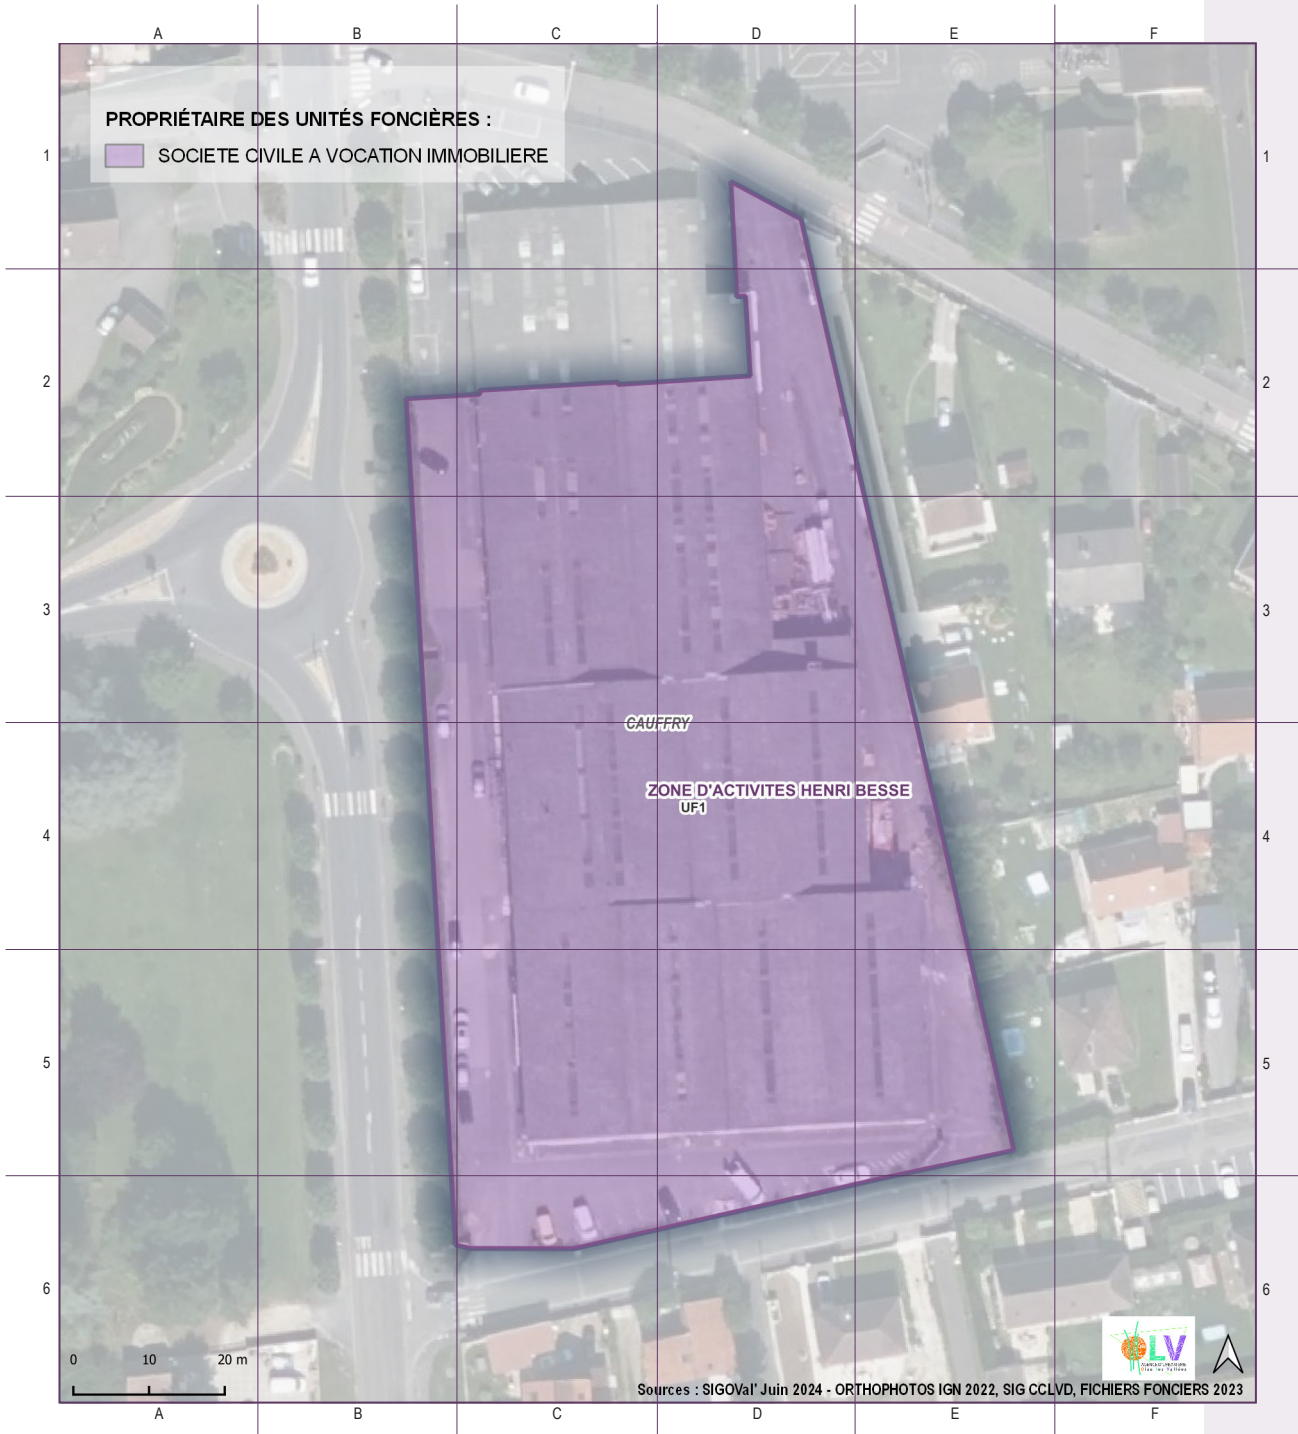 A B C D E F
PROPRIÉTAIRE DES UNITÉS FONCIÈRES :
SOCIETE CIVILE A VOCATION IMMOBILIERE
1 1
2 2
3 3
CAUFFRY
ZONE D'ACTIVITES HENRI BESSE
UF1
4 4
5 5
6 6
0 10 20 m
OLV
Sources : SIGOVal' Juin 2024 - ORTHOPHOTOS IGN 2022, SIG CCLVD, FICHIERS FONCIERS 2023
A B C D E F